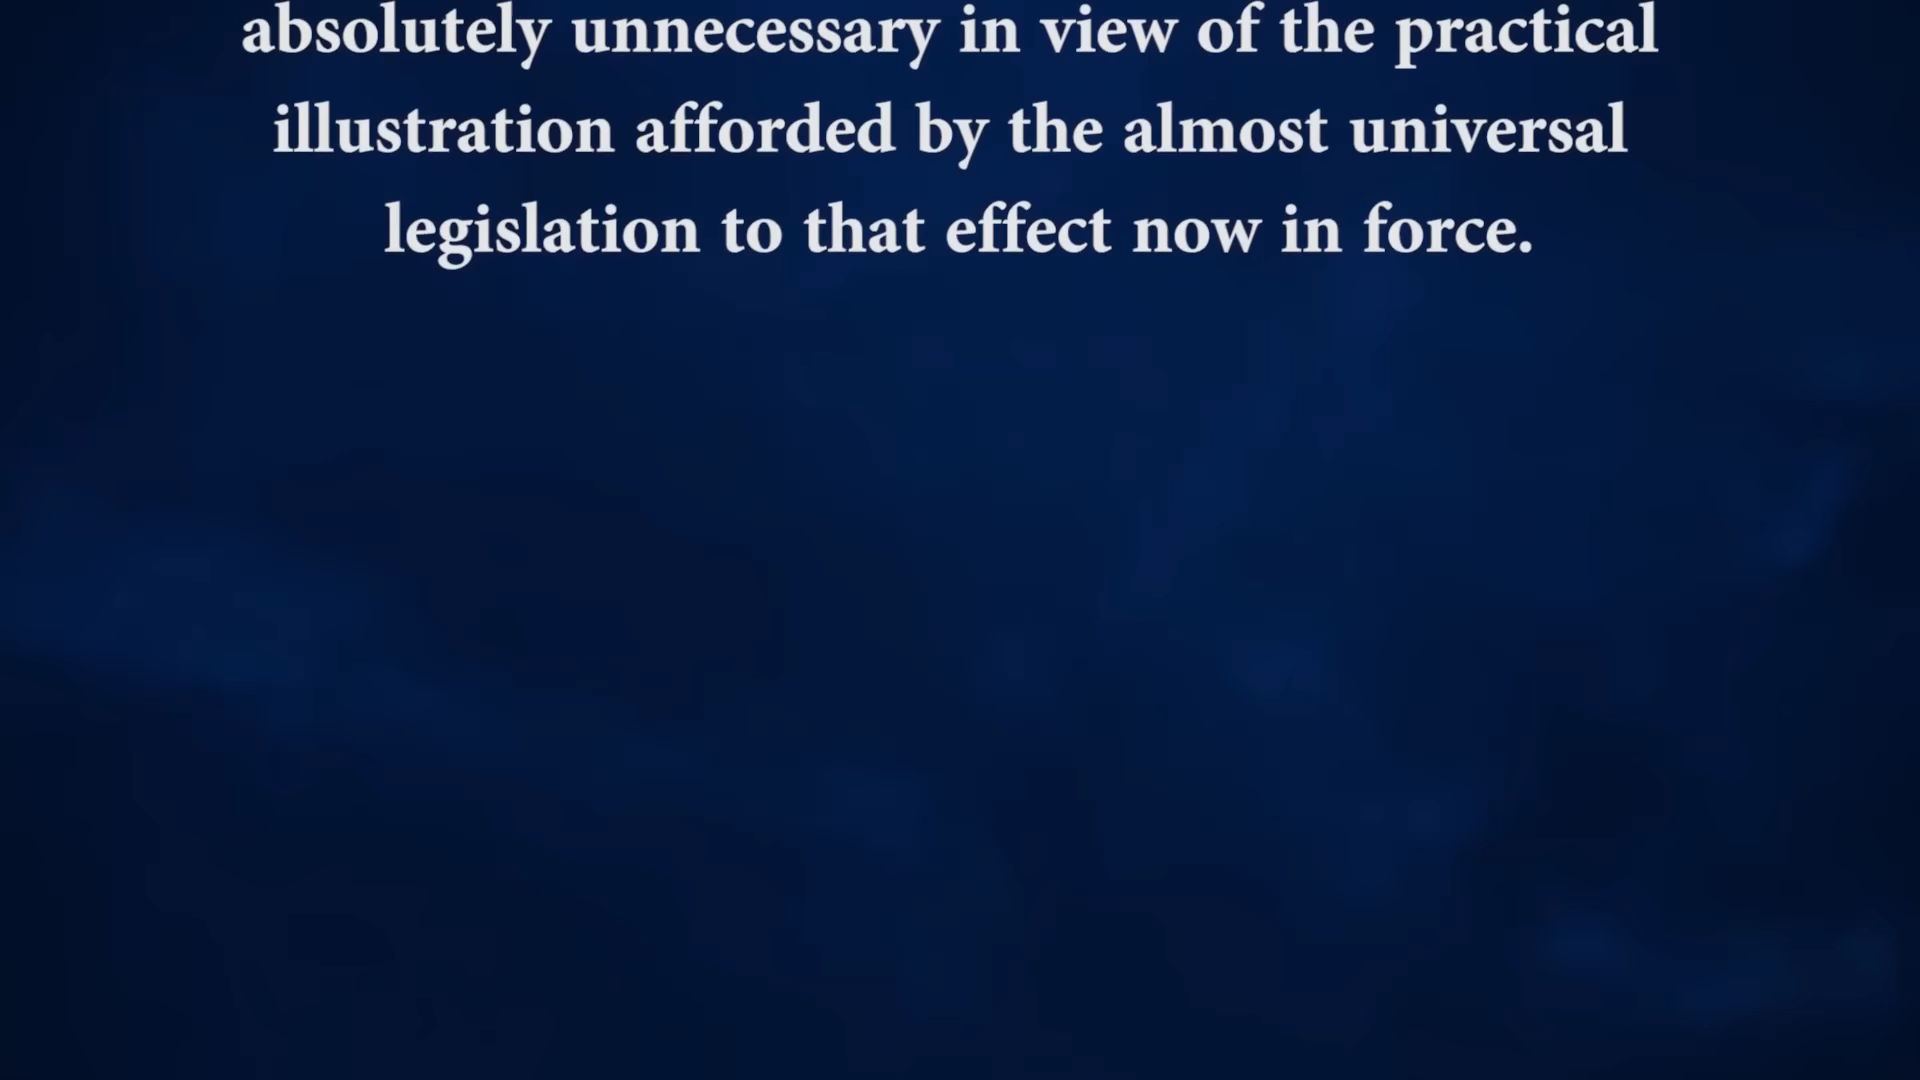 absolutely unnecessary in view of the practical
illustration afforded by the almost universal
legislation to that effect now in force.